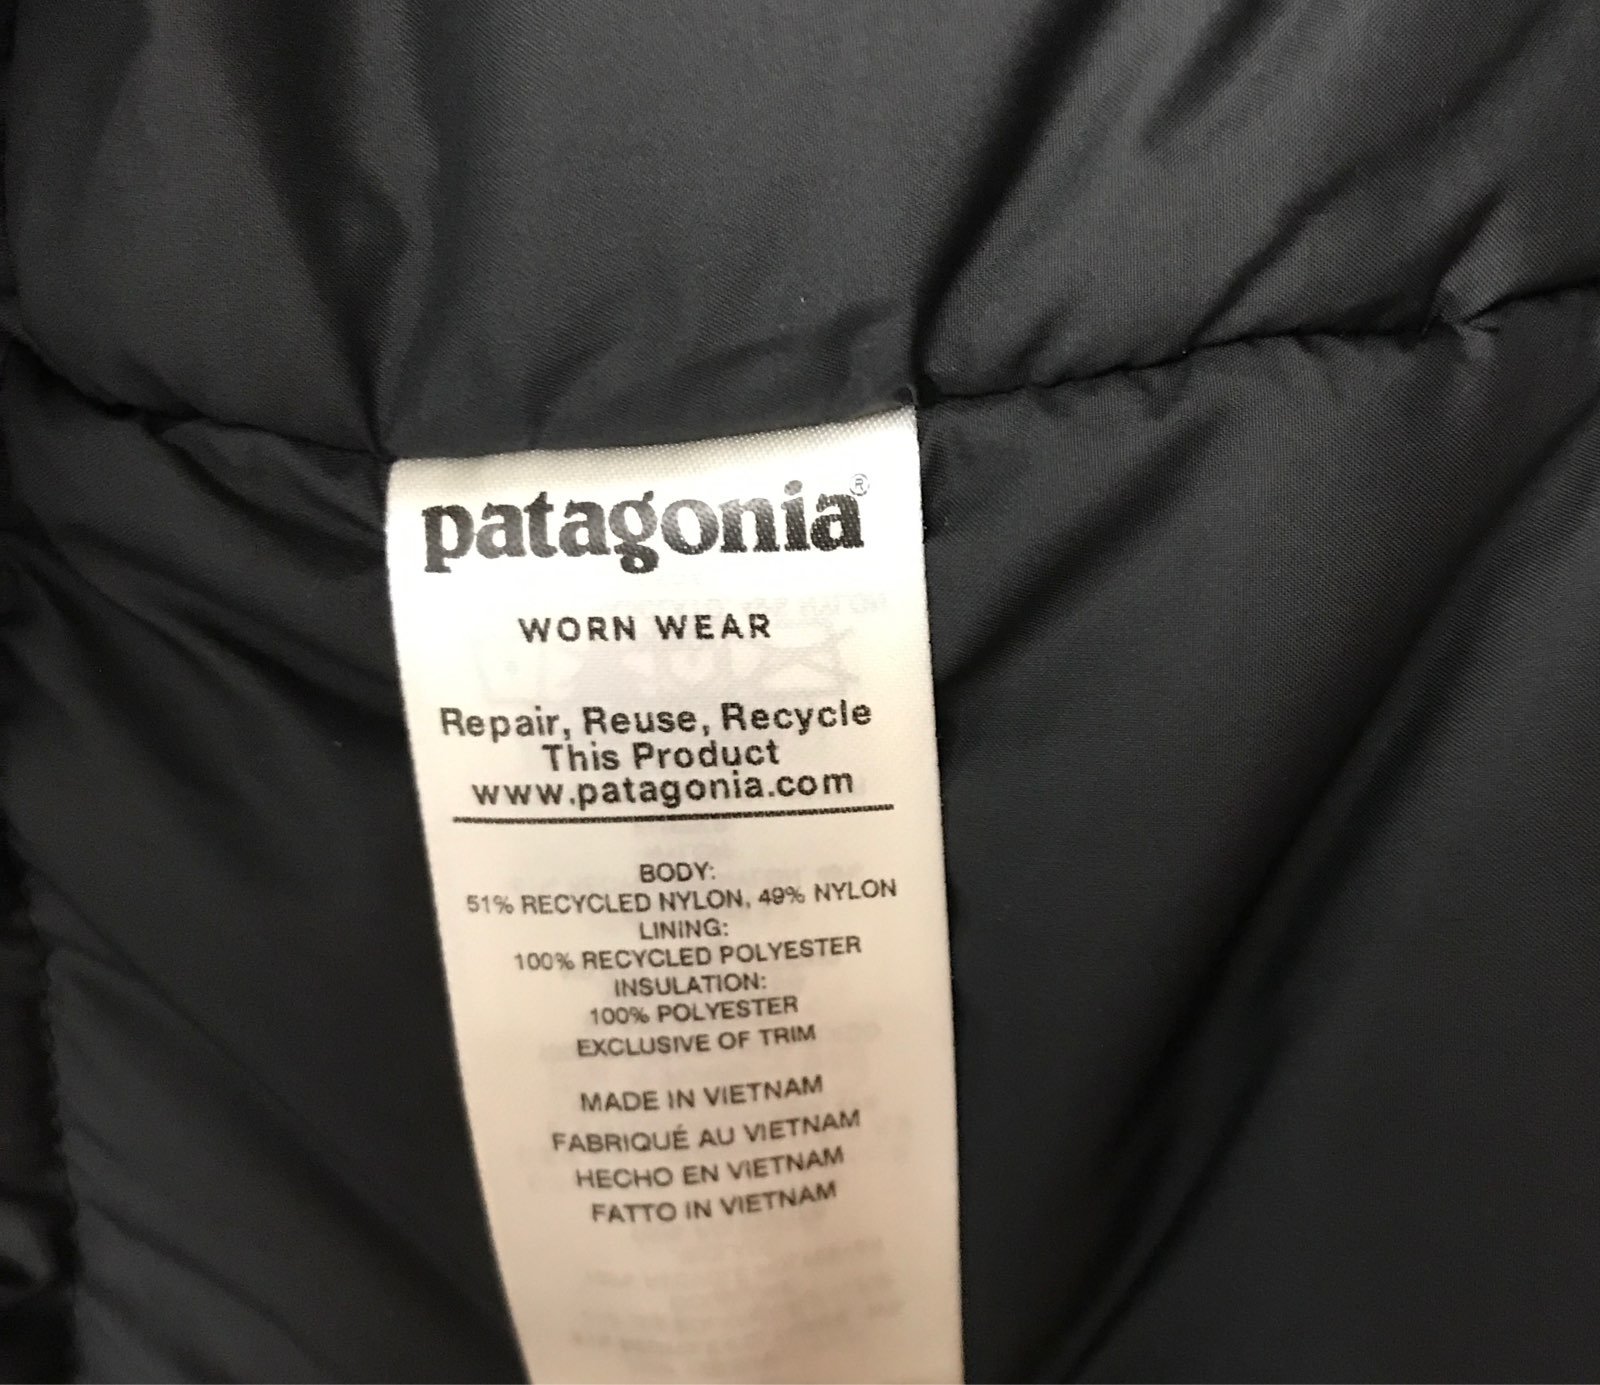 patagonia®
WORN WEAR
Repair, Reuse, Recycle
This Product
www.patagonia.com
BODY:
51% RECYCLED NYLON, 49% NYLON
LINING:
100% RECYCLED POLYESTER
INSULATION:
100% POLYESTER
EXCLUSIVE OF TRIM
MADE IN VIETNAM
FABRIQUÉ AU VIETNAM
HECHO EN VIETNAM
FATTO IN VIETNAM